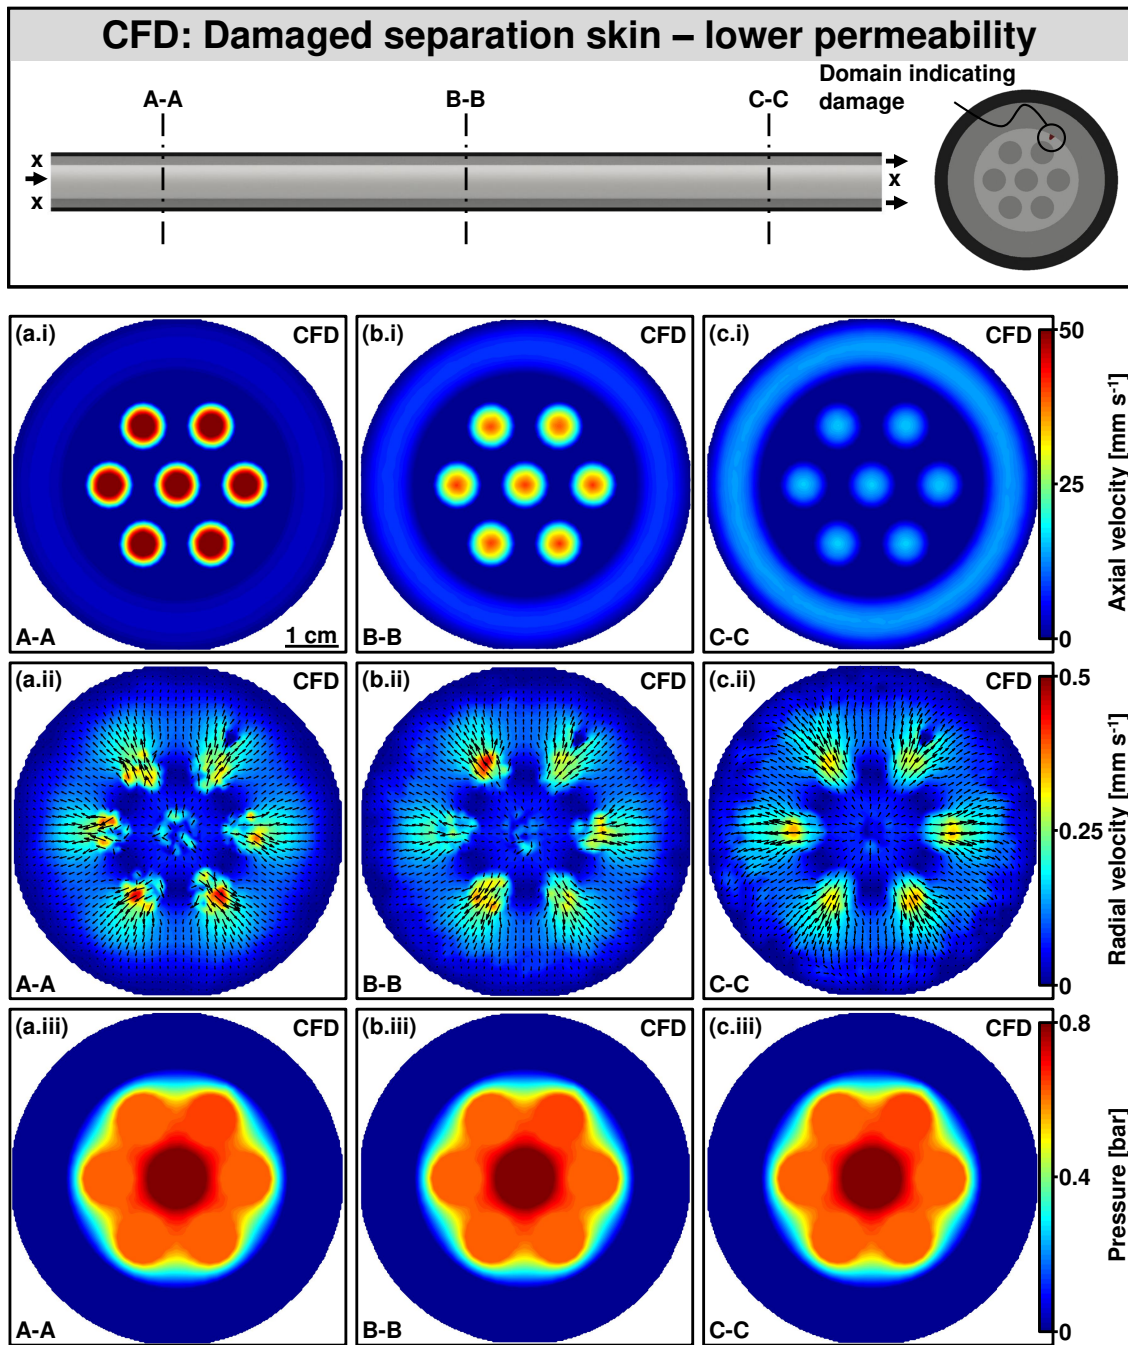 CFD: Damaged separation skin – lower permeability
Domain indicating
damage
A-A
B-B
C-C
x
x
x
(a.i)
CFD
A-A
1 cm
(b.i)
CFD
B-B
(c.i)
CFD
C-C
50
25
0
Axial velocity [mm s⁻¹]
(a.ii)
CFD
A-A
(b.ii)
CFD
B-B
(c.ii)
CFD
C-C
0.5
0.25
0
Radial velocity [mm s⁻¹]
(a.iii)
CFD
A-A
(b.iii)
CFD
B-B
(c.iii)
CFD
C-C
0.8
0.4
0
Pressure [bar]